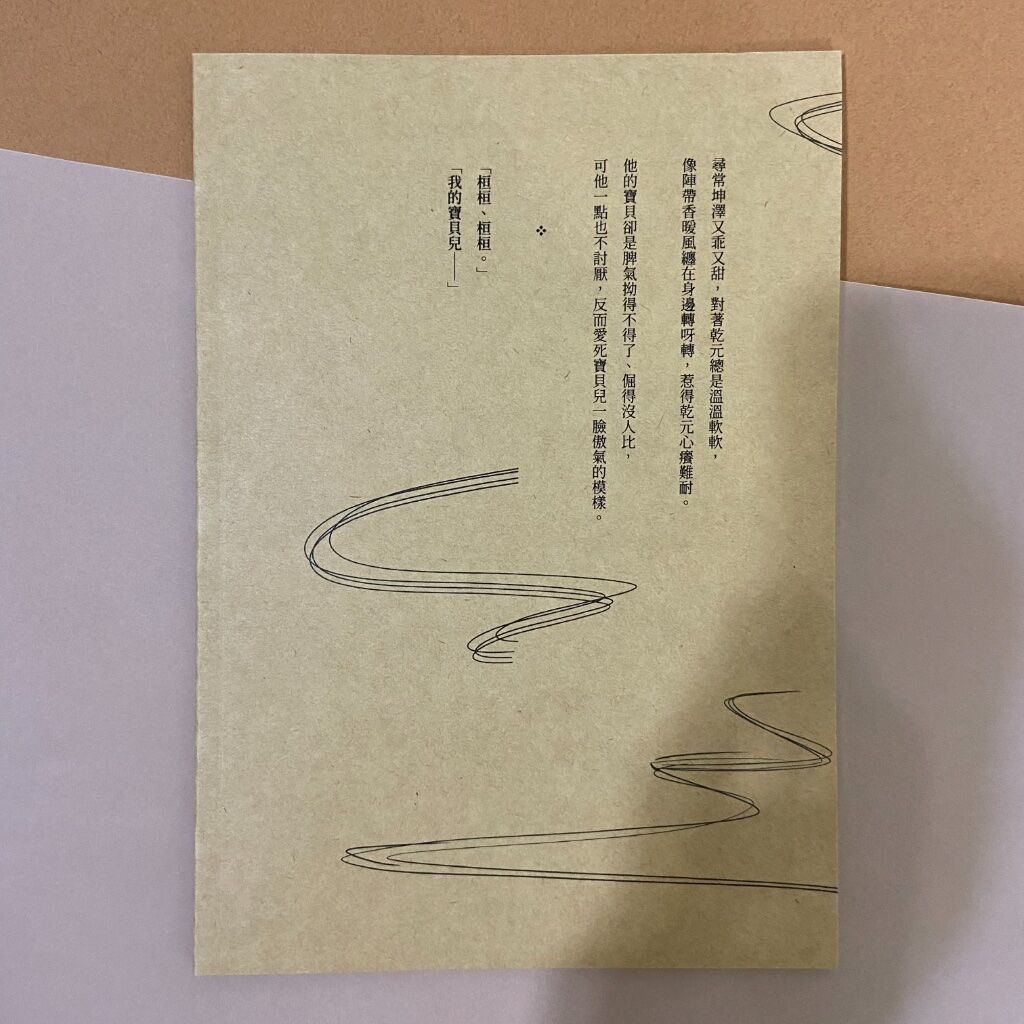 尋常坤澤又乖又甜，對著乾元總是溫溫軟軟，
像陣帶香暖風纏在身邊轉呀轉，惹得乾元心癢難耐。
他的寶貝卻是脾氣拗得不得了、倔得沒人比，
可他一點也不討厭，反而愛死寶貝兒一臉傲氣的模樣。
「桓桓、桓桓。」
「我的寶貝兒——」